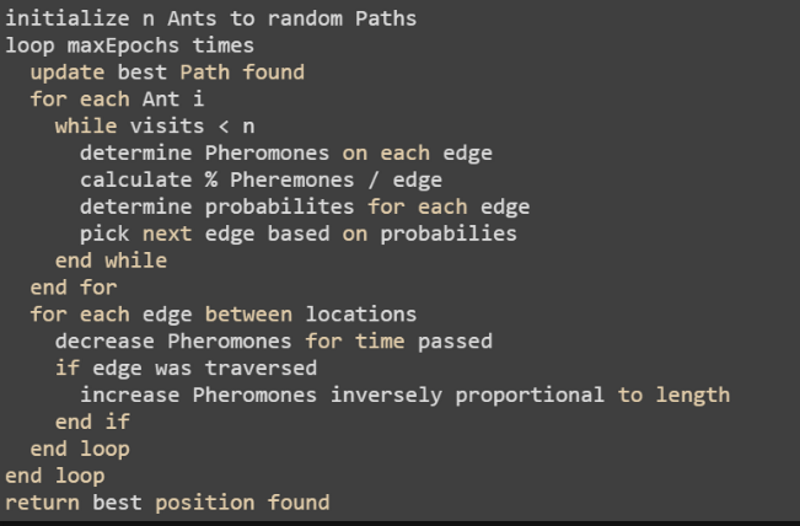 initialize n Ants to random Paths
loop maxEpochs times
update best Path found
for each Ant i
while visits < n
determine Pheromones on each edge
calculate % Pheremones / edge
determine probabilites for each edge
pick next edge based on probabilies
end while
end for
for each edge between locations
decrease Pheromones for time passed
if edge was traversed
increase Pheromones inversely proportional to length
end if
end loop
end loop
return best position found